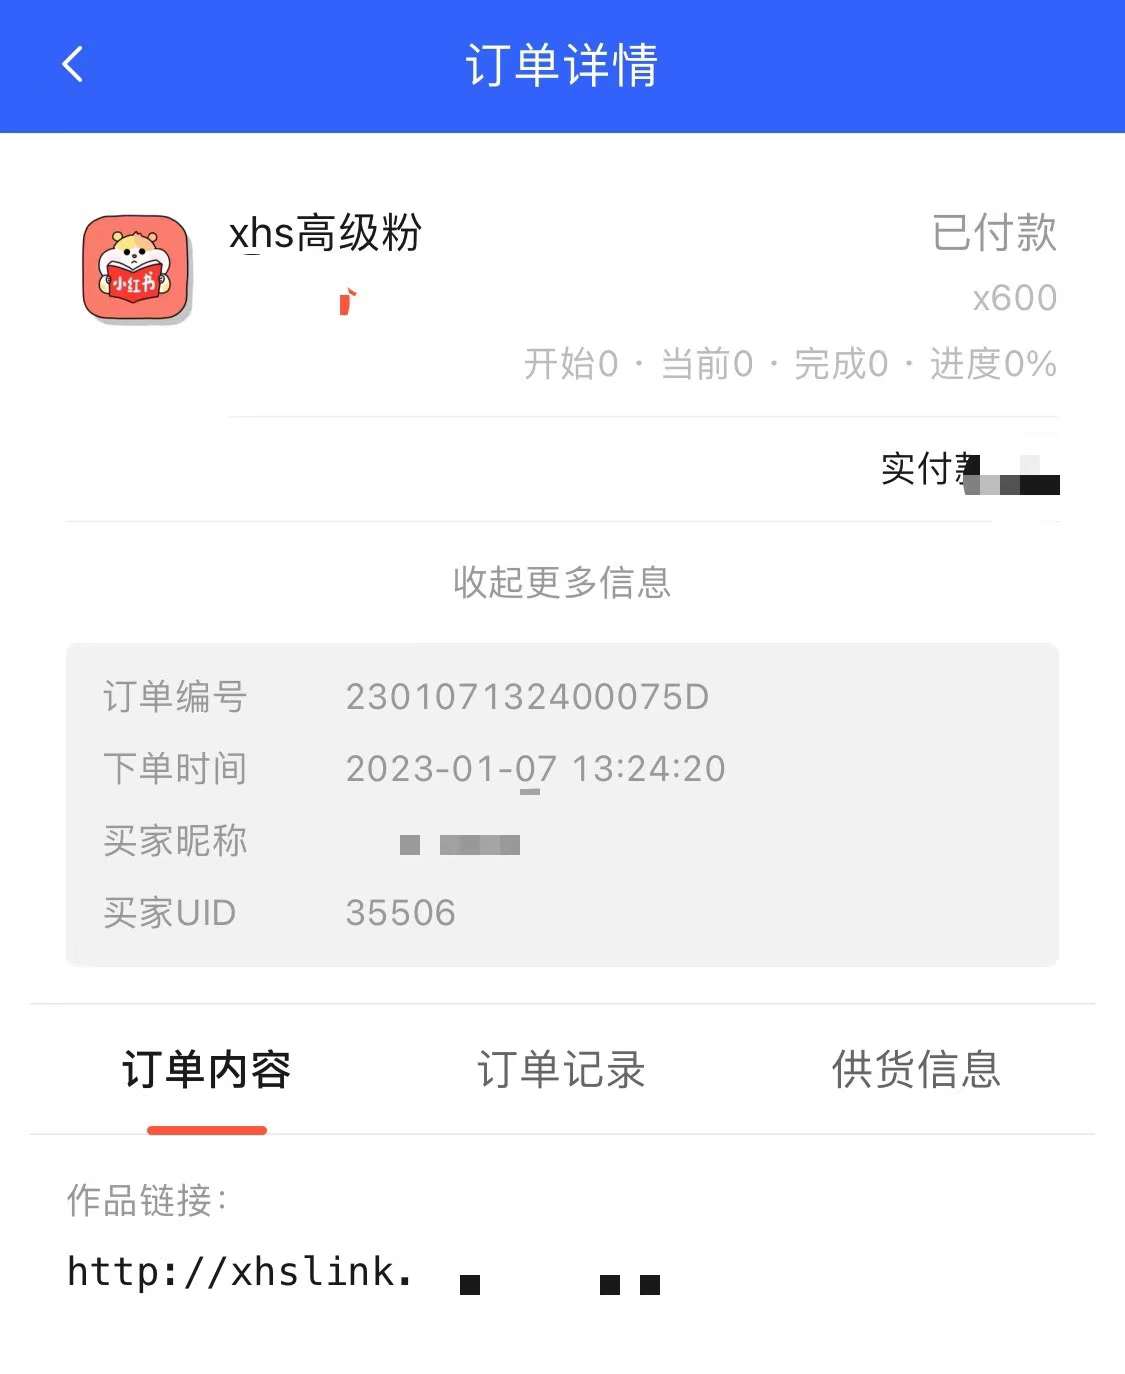 订单详情
小红书
xhs高级粉
已付款
x600
开始0 · 当前0 · 完成0 · 进度0%
实付
收起更多信息
订单编号 230107132400075D
下单时间 2023-01-07 13:24:20
买家昵称
买家UID 35506
订单内容 订单记录 供货信息
作品链接:
http://xhslink.